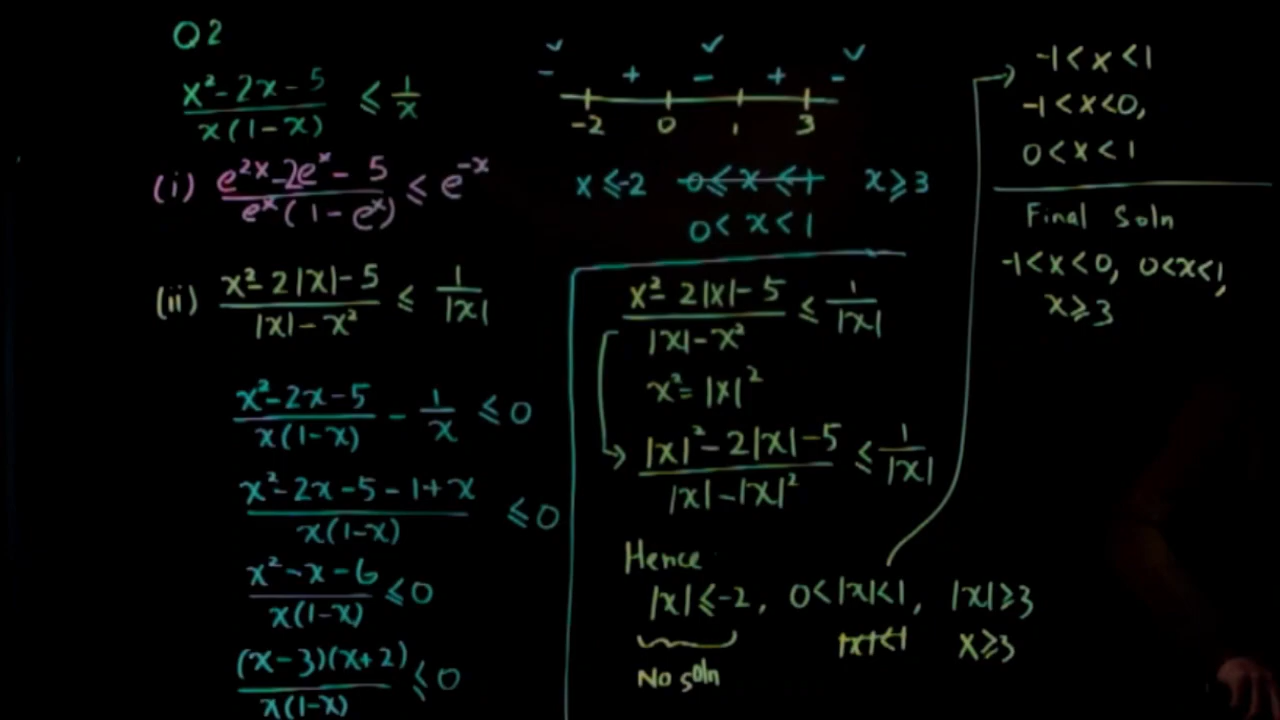 Q2
x² - 2x - 5 / x(1-x) ≤ 1/x
(i) e^{2x} - 2e^x - 5 / e^x(1 - e^x) ≤ e^{-x}
(ii) x² - 2|x| - 5 / |x| - x² ≤ 1/|x|
x² - 2x - 5 / x(1-x) - 1/x ≤ 0
x² - 2x - 5 - 1 + x / x(1-x) ≤ 0
x² - x - 6 / x(1-x) ≤ 0
(x-3)(x+2) / x(1-x) ≤ 0
✓ ✓ ✓
- + - + -
-2 0 1 3
x ≤ -2 0 ≤ x ≤ 1 x ≥ 3
0 < x < 1
x² - 2|x| - 5 / |x| - x² ≤ 1/|x|
x² = |x|²
|x|² - 2|x| - 5 / |x| - |x|² ≤ 1/|x|
Hence
|x| ≤ -2, 0 < |x| < 1, |x| ≥ 3
No soln |x| < 1 x ≥ 3
-1 < x < 1
-1 < x < 0,
0 < x < 1
Final Soln
-1 < x < 0, 0 < x < 1,
x ≥ 3